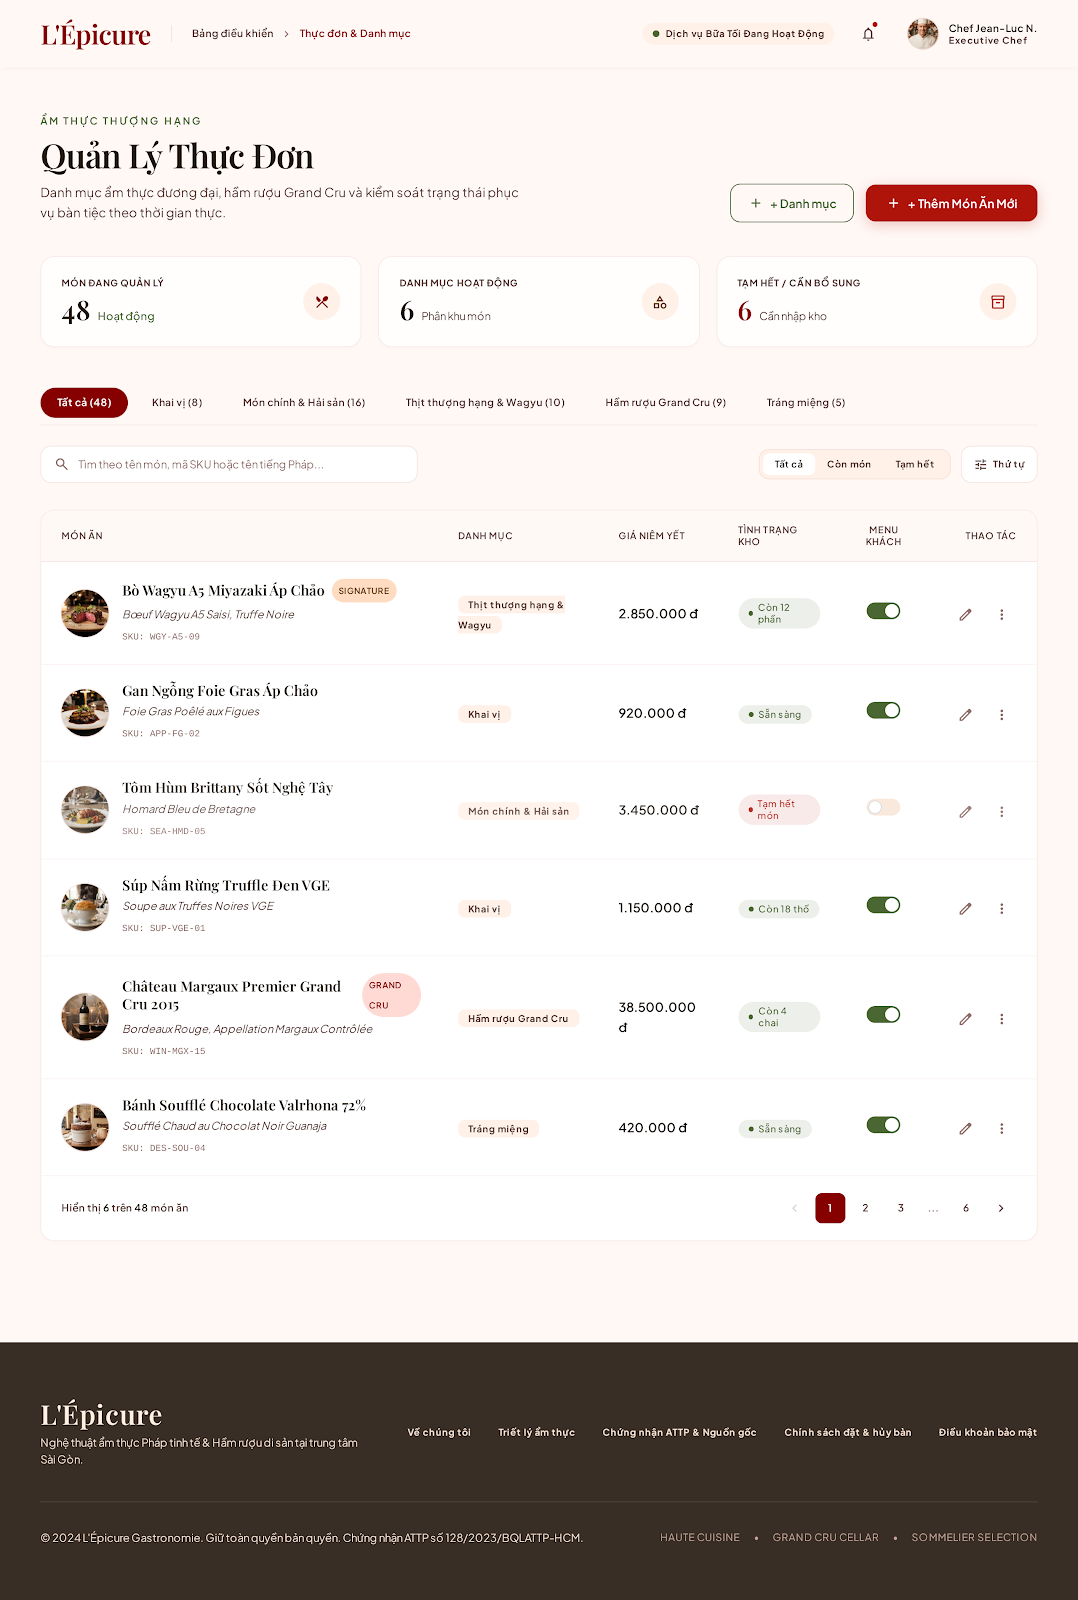 L'Épicure
Bảng điều khiển > Thực đơn & Danh mục
Dịch vụ Bữa Tối Đang Hoạt Động
Chef Jean-Luc N.
Executive Chef
ẨM THỰC THƯỢNG HẠNG
Quản Lý Thực Đơn
Danh mục ẩm thực đương đại, hầm rượu Grand Cru và kiểm soát trạng thái phục
vụ bàn tiệc theo thời gian thực.
+ Danh mục
+ Thêm Món Ăn Mới
MÓN ĐANG QUẢN LÝ
48 Hoạt động
DANH MỤC HOẠT ĐỘNG
6 Phân khu món
TẠM HẾT / CẦN BỔ SUNG
6 Cần nhập kho
Tất cả (48)
Khai vị (8)
Món chính & Hải sản (16)
Thịt thượng hạng & Wagyu (10)
Hầm rượu Grand Cru (9)
Tráng miệng (5)
Tìm theo tên món, mã SKU hoặc tên tiếng Pháp...
Tất cả
Còn món
Tạm hết
Thứ tự
MÓN ĂN
DANH MỤC
GIÁ NIÊM YẾT
TÌNH TRẠNG
KHO
MENU
KHÁCH
THAO TÁC
Bò Wagyu A5 Miyazaki Áp Chảo
SIGNATURE
Bœuf Wagyu A5 Saisi, Truffe Noire
SKU: WGY-A5-09
Thịt thượng hạng &
Wagyu
2.850.000 đ
Còn 12
phần
Gan Ngỗng Foie Gras Áp Chảo
Foie Gras Poêlé aux Figues
SKU: APP-FG-02
Khai vị
920.000 đ
Sẵn sàng
Tôm Hùm Brittany Sốt Nghệ Tây
Homard Bleu de Bretagne
SKU: SEA-HMD-05
Món chính & Hải sản
3.450.000 đ
Tạm hết
món
Súp Nấm Rừng Truffle Đen VGE
Soupe aux Truffes Noires VGE
SKU: SUP-VGE-01
Khai vị
1.150.000 đ
Còn 18 thố
Château Margaux Premier Grand
Cru 2015
GRAND
CRU
Bordeaux Rouge, Appellation Margaux Contrôlée
SKU: WIN-MGX-15
Hầm rượu Grand Cru
38.500.000
đ
Còn 4
chai
Bánh Soufflé Chocolate Valrhona 72%
Soufflé Chaud au Chocolat Noir Guanaja
SKU: DES-SOU-04
Tráng miệng
420.000 đ
Sẵn sàng
Hiển thị 6 trên 48 món ăn
1 2 3 ... 6
L'Épicure
Nghệ thuật ẩm thực Pháp tinh tế & Hầm rượu di sản tại trung tâm
Sài Gòn.
Về chúng tôi
Triết lý ẩm thực
Chứng nhận ATTP & Nguồn gốc
Chính sách đặt & hủy bàn
Điều khoản bảo mật
© 2024 L'Épicure Gastronomie. Giữ toàn quyền bản quyền. Chứng nhận ATTP số 128/2023/BQLATTP-HCM.
HAUTE CUISINE • GRAND CRU CELLAR • SOMMELIER SELECTION